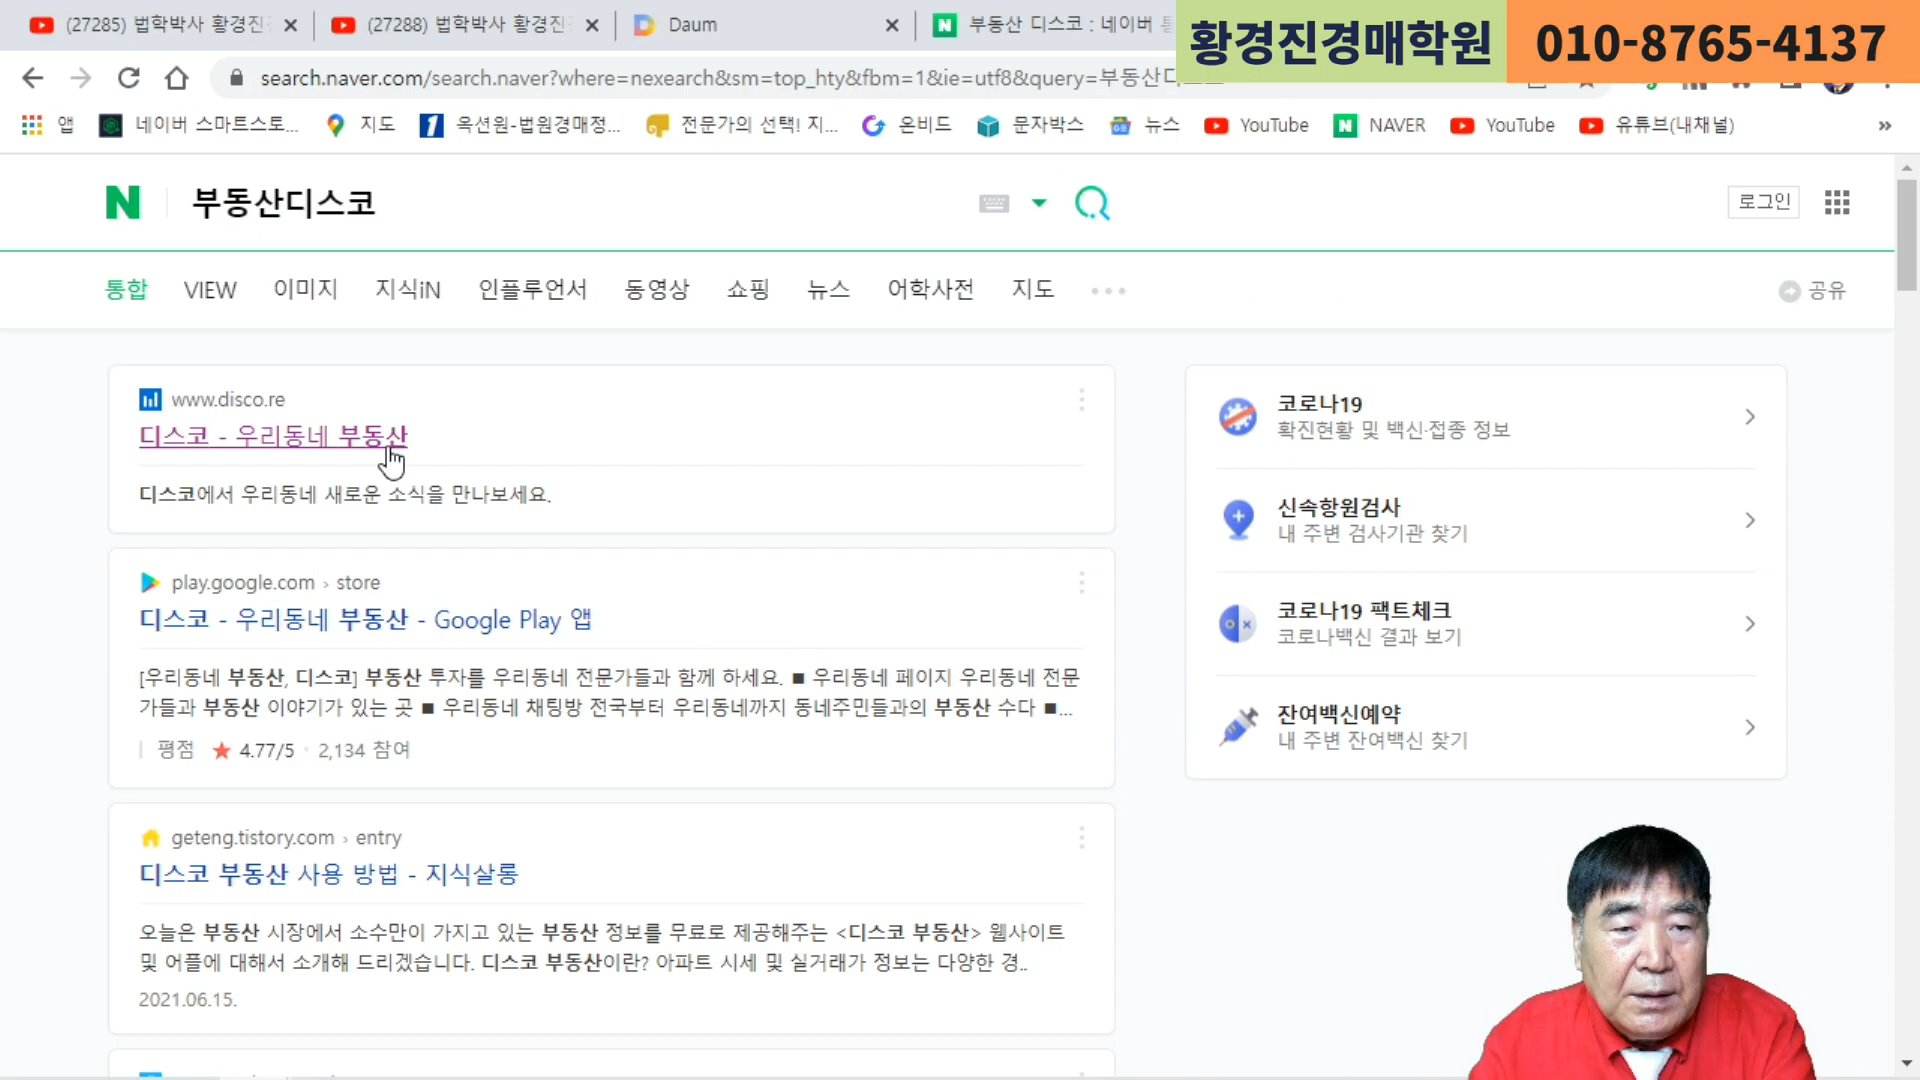 (27285) 법학박사 황경진
(27288) 법학박사 황경진
Daum
부동산 디스코 : 네이버
황경진경매학원
010-8765-4137
search.naver.com/search.naver?where=nexearch&sm=top_hty&fbm=1&ie=utf8&query=부동산디
앱
네이버 스마트스토...
지도
옥션원-법원경매정...
전문가의 선택! 지...
온비드
문자박스
뉴스
YouTube
NAVER
YouTube
유튜브(내채널)
부동산디스코
로그인
통합 VIEW 이미지 지식iN 인플루언서 동영상 쇼핑 뉴스 어학사전 지도
공유
www.disco.re
디스코 - 우리동네 부동산
디스코에서 우리동네 새로운 소식을 만나보세요.
play.google.com › store
디스코 - 우리동네 부동산 - Google Play 앱
[우리동네 부동산, 디스코] 부동산 투자를 우리동네 전문가들과 함께 하세요. ■ 우리동네 페이지 우리동네 전문
가들과 부동산 이야기가 있는 곳 ■ 우리동네 채팅방 전국부터 우리동네까지 동네주민들과의 부동산 수다 ■...
평점 ★ 4.77/5 · 2,134 참여
geteng.tistory.com › entry
디스코 부동산 사용 방법 - 지식살롱
오늘은 부동산 시장에서 소수만이 가지고 있는 부동산 정보를 무료로 제공해주는 <디스코 부동산> 웹사이트
및 어플에 대해서 소개해 드리겠습니다. 디스코 부동산이란? 아파트 시세 및 실거래가 정보는 다양한 경..
2021.06.15.
코로나19
확진현황 및 백신·접종 정보
신속항원검사
내 주변 검사기관 찾기
코로나19 팩트체크
코로나백신 결과 보기
잔여백신예약
내 주변 잔여백신 찾기